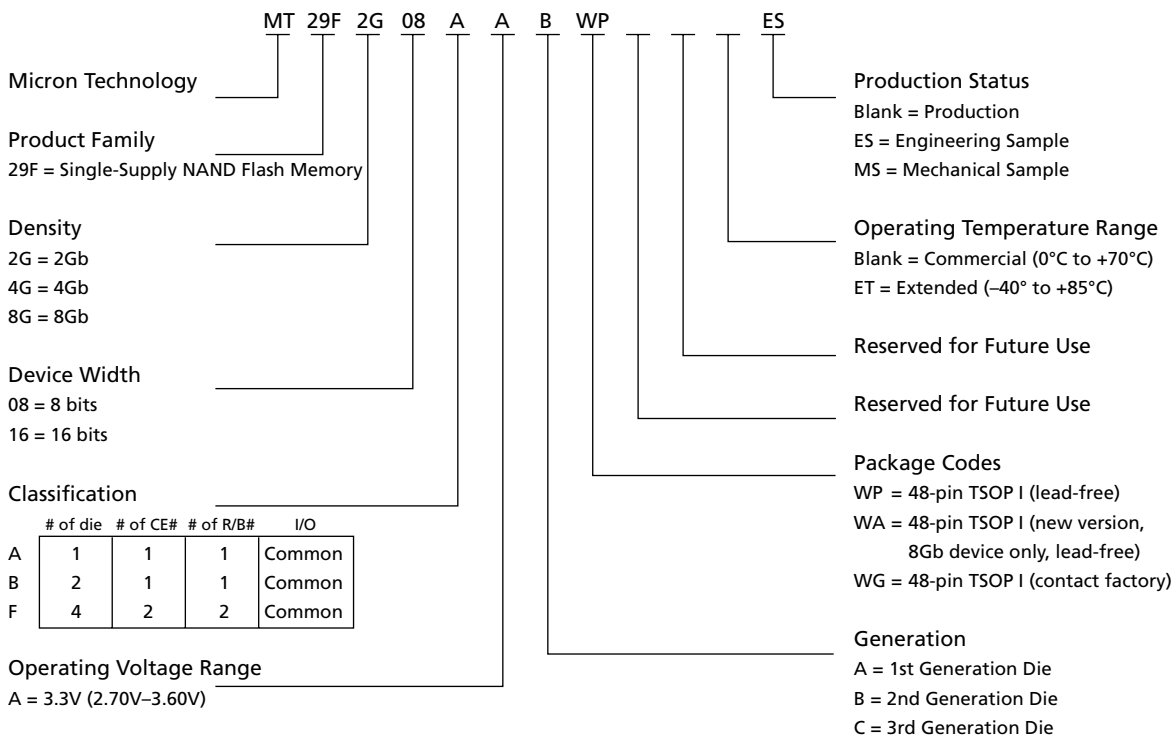 MT 29F 2G 08 A A B WP ES
Micron Technology
Product Family
29F = Single-Supply NAND Flash Memory
Density
2G = 2Gb
4G = 4Gb
8G = 8Gb
Device Width
08 = 8 bits
16 = 16 bits
Classification
# of die # of CE# # of R/B# I/O
A 1 1 1 Common
B 2 1 1 Common
F 4 2 2 Common
Operating Voltage Range
A = 3.3V (2.70V–3.60V)
Production Status
Blank = Production
ES = Engineering Sample
MS = Mechanical Sample
Operating Temperature Range
Blank = Commercial (0°C to +70°C)
ET = Extended (–40° to +85°C)
Reserved for Future Use
Reserved for Future Use
Package Codes
WP = 48-pin TSOP I (lead-free)
WA = 48-pin TSOP I (new version,
8Gb device only, lead-free)
WG = 48-pin TSOP I (contact factory)
Generation
A = 1st Generation Die
B = 2nd Generation Die
C = 3rd Generation Die